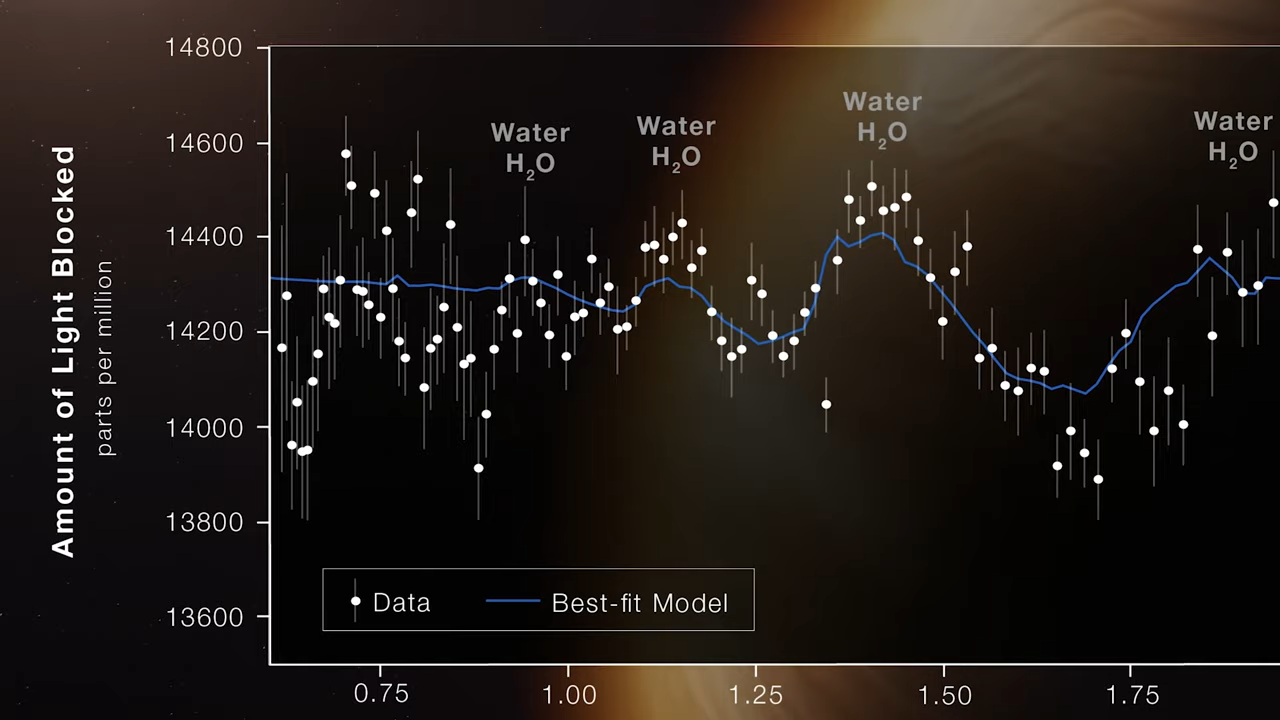 14800
14600
14400
14200
14000
13800
13600
Amount of Light Blocked
parts per million
Water
H₂O
Water
H₂O
Water
H₂O
Water
H₂O
Data
Best-fit Model
0.75
1.00
1.25
1.50
1.75